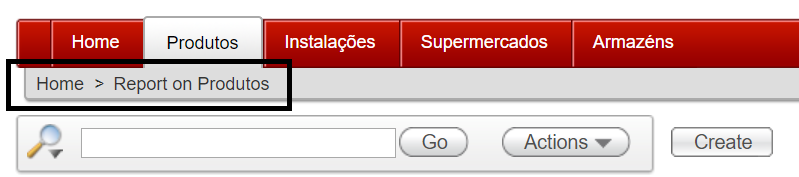 Home Produtos Instalações Supermercados Armazéns
Home > Report on Produtos
Go Actions Create